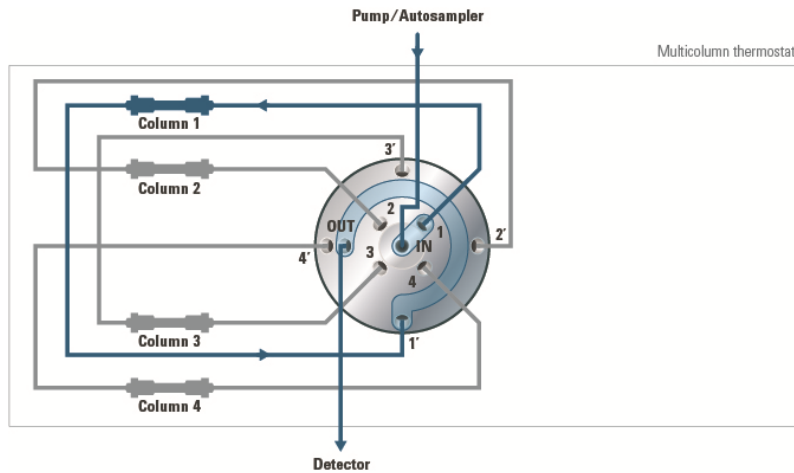 Pump/Autosampler
Multicolumn thermostat
Column 1
3′
Column 2
2
OUT
1
2′
IN
4′
3
4
Column 3
1′
Column 4
Detector